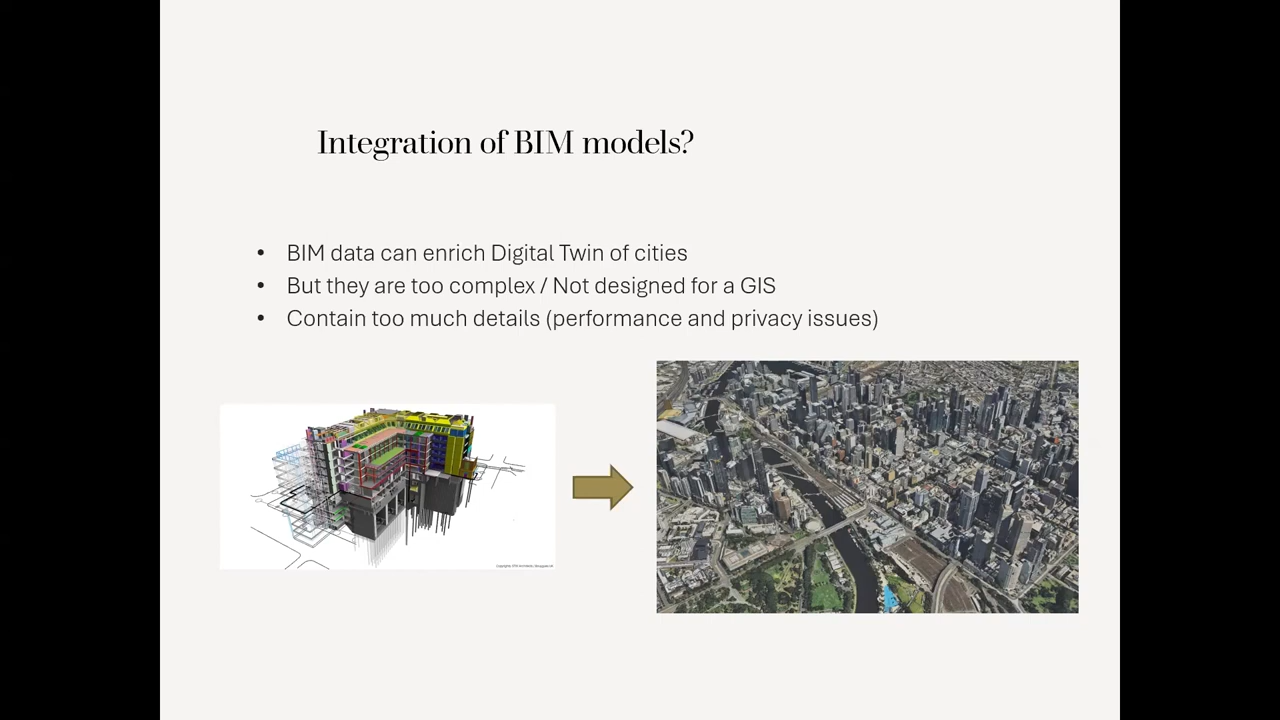 Integration of BIM models?
• BIM data can enrich Digital Twin of cities
• But they are too complex / Not designed for a GIS
• Contain too much details (performance and privacy issues)